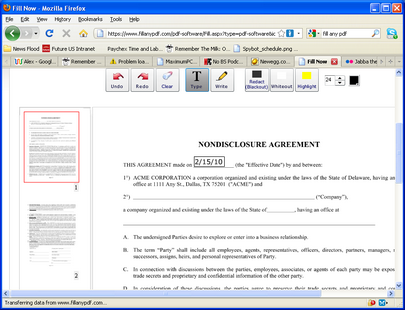 Fill Now - Mozilla Firefox
File Edit View History Bookmarks Tools Help
https://www.fillanypdf.com/pdf-software/Fill.aspx?type=pdf-software&
fill any pdf
News Flood Future US Intranet Paychex Time and Lab... Remember The Milk: O... Spybot_schedule.png ...
Alex - Googl... Remember ... Problem loa... MaximumPC... No BS Podc... Newegg.co... Fill Now Jabba the
Undo Redo Clear Type Write Redact (Blackout) Whiteout Highlight 24
NONDISCLOSURE AGREEMENT
THIS AGREEMENT made on 2/15/10 (the "Effective Date") by and between:
1°) ACME CORPORATION a corporation organized and existing under the laws of the State of Delaware, having an
office at 1111 Any St., Dallas, TX 75201 ("ACME") and
1
2°) ("Company"),
a company organized and existing under the laws of the State of , having an office at
A. The undersigned Parties desire to explore or enter into a business relationship.
B. The term "Party" shall include all employees, agents, representatives, officers, directors, partners, managers,
successors, assigns, heirs, and personal representatives of Party.
C. In connection with discussions between the parties, employees, associates, or agents of each party may be expo
trade secrets and proprietary and confidential information of the other party.
2
D. In consideration of these discussions, the parties agree to preserve their trade secrets and proprietary and con
Transferring data from www.fillanypdf.com...